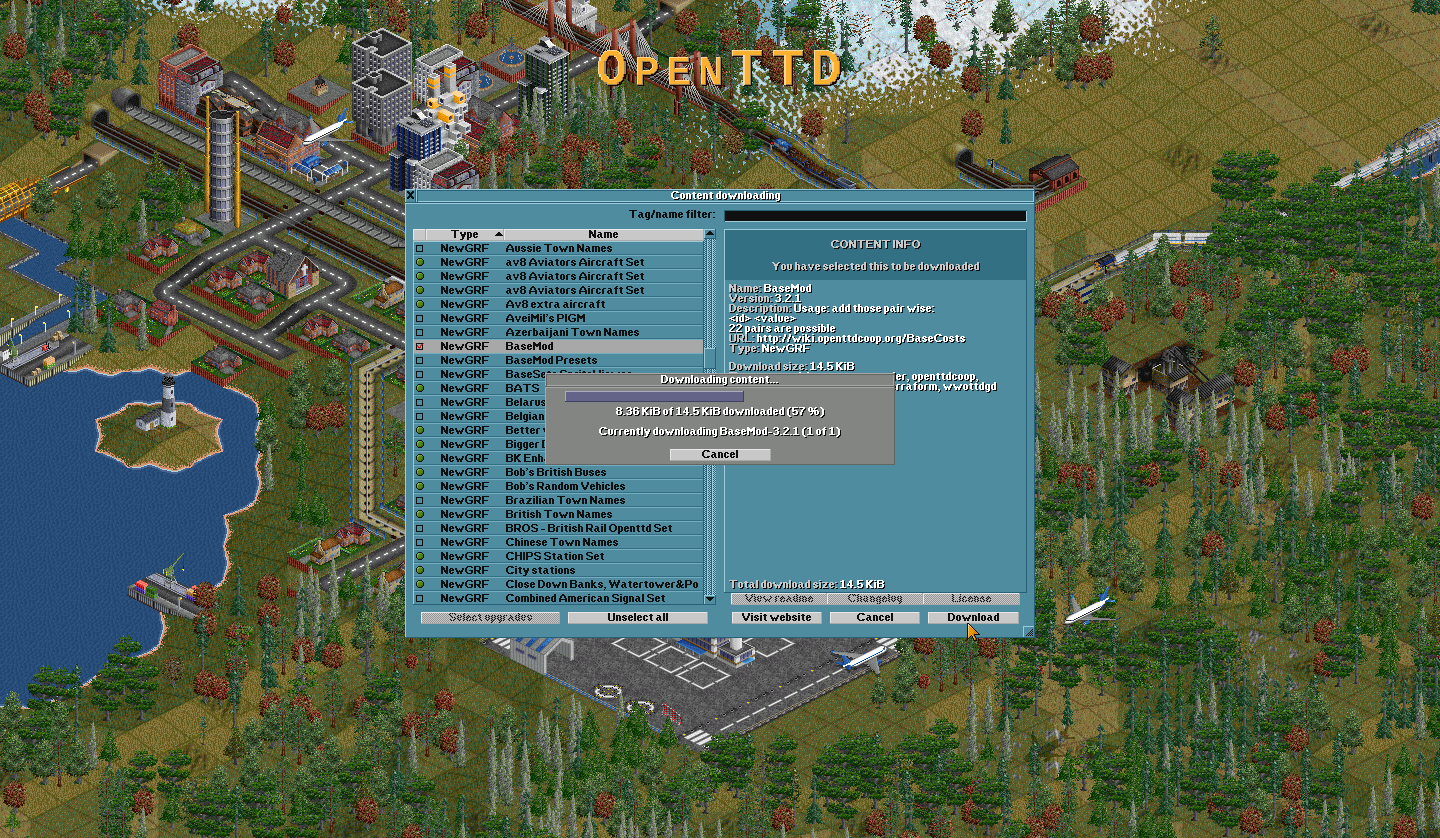 OPENTTD
Content downloading
Tag/name filter:
Type Name
NewGRF Aussie Town Names
NewGRF av8 Aviators Aircraft Set
NewGRF av8 Aviators Aircraft Set
NewGRF av8 Aviators Aircraft Set
NewGRF Av8 extra aircraft
NewGRF AveiMil's PIGM
NewGRF Azerbaijani Town Names
NewGRF BaseMod
NewGRF BaseMod Presets
NewGRF
NewGRF BATS
NewGRF Belarus
NewGRF Belgian
NewGRF Better
NewGRF Bigger
NewGRF BK Enh
NewGRF Bob's British Buses
NewGRF Bob's Random Vehicles
NewGRF Brazilian Town Names
NewGRF British Town Names
NewGRF BROS - British Rail Openttd Set
NewGRF Chinese Town Names
NewGRF CHIPS Station Set
NewGRF City stations
NewGRF Close Down Banks, Watertower&Po
NewGRF Combined American Signal Set
Select upgrades Unselect all
CONTENT INFO
You have selected this to be downloaded
Name: BaseMod
Version: 3.2.1
Description: Usage: add those pair wise:
<id> <value>
22 pairs are possible
URL: http://wiki.openttdcoop.org/BaseCosts
Type: NewGRF
Download size: 14.5 KiB
er, openttdcoop,
rraform, wwottdgd
Total download size: 14.5 KiB
View readme Changelog License
Visit website Cancel Download
Downloading content...
8.36 KiB of 14.5 KiB downloaded (57 %)
Currently downloading BaseMod-3.2.1 (1 of 1)
Cancel